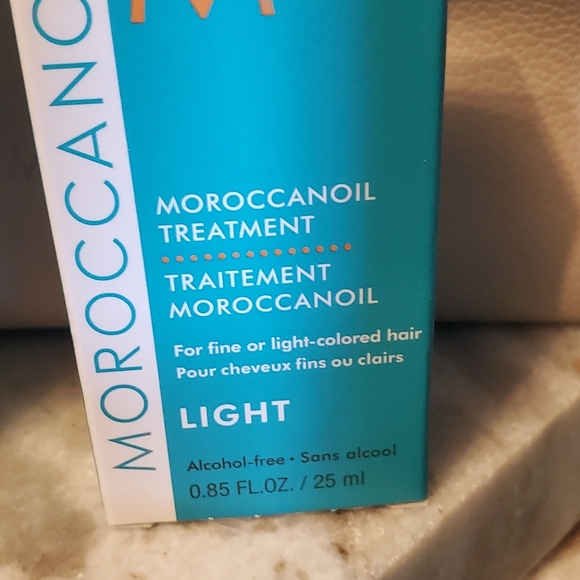 M
MOROCCANO
MOROCCANOIL
TREATMENT
TRAITEMENT
MOROCCANOIL
For fine or light-colored hair
Pour cheveux fins ou clairs
LIGHT
Alcohol-free • Sans alcool
0.85 FL.OZ. / 25 ml